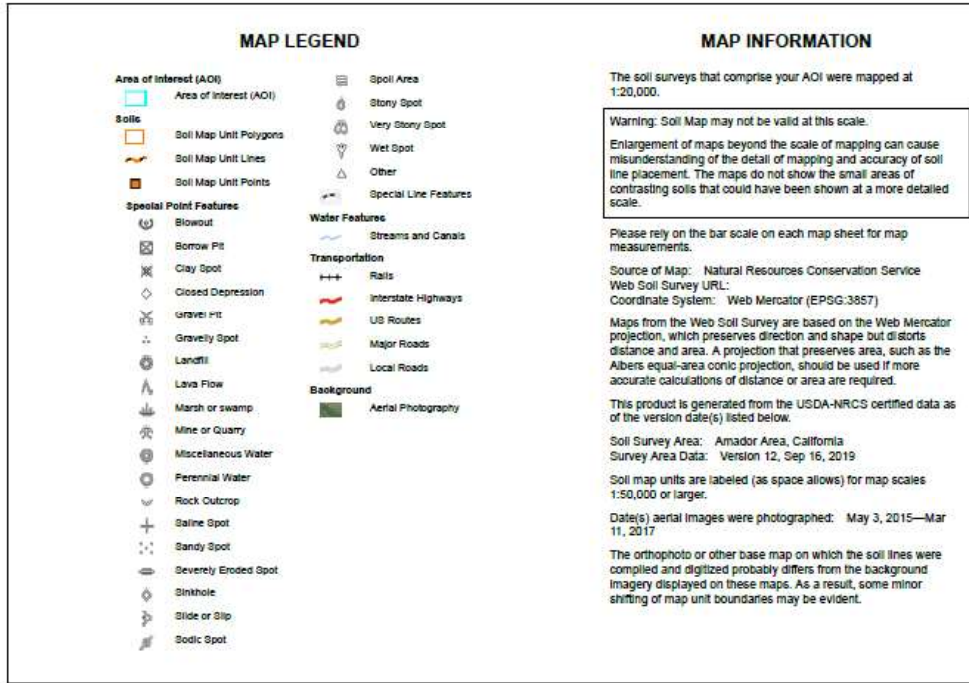 MAP LEGEND
Area of Interest (AOI)
Area of Interest (AOI)
Soils
Soil Map Unit Polygons
Soil Map Unit Lines
Soil Map Unit Points
Special Point Features
Blowout
Borrow Pit
Clay Spot
Closed Depression
Gravel Pit
Gravelly Spot
Landfill
Lava Flow
Marsh or swamp
Mine or Quarry
Miscellaneous Water
Perennial Water
Rock Outcrop
Saline Spot
Sandy Spot
Severely Eroded Spot
Sinkhole
Slide or Slip
Sodic Spot
Spoil Area
Stony Spot
Very Stony Spot
Wet Spot
Other
Special Line Features
Water Features
Streams and Canals
Transportation
Rails
Interstate Highways
US Routes
Major Roads
Local Roads
Background
Aerial Photography
MAP INFORMATION
The soil surveys that comprise your AOI were mapped at
1:20,000.
Warning: Soil Map may not be valid at this scale.
Enlargement of maps beyond the scale of mapping can cause
misunderstanding of the detail of mapping and accuracy of soil
line placement. The maps do not show the small areas of
contrasting soils that could have been shown at a more detailed
scale.
Please rely on the bar scale on each map sheet for map
measurements.
Source of Map: Natural Resources Conservation Service
Web Soil Survey URL:
Coordinate System: Web Mercator (EPSG:3857)
Maps from the Web Soil Survey are based on the Web Mercator
projection, which preserves direction and shape but distorts
distance and area. A projection that preserves area, such as the
Albers equal-area conic projection, should be used if more
accurate calculations of distance or area are required.
This product is generated from the USDA-NRCS certified data as
of the version date(s) listed below.
Soil Survey Area: Amador Area, California
Survey Area Data: Version 12, Sep 16, 2019
Soil map units are labeled (as space allows) for map scales
1:50,000 or larger.
Date(s) aerial images were photographed: May 3, 2015—Mar
11, 2017
The orthophoto or other base map on which the soil lines were
compiled and digitized probably differs from the background
imagery displayed on these maps. As a result, some minor
shifting of map unit boundaries may be evident.